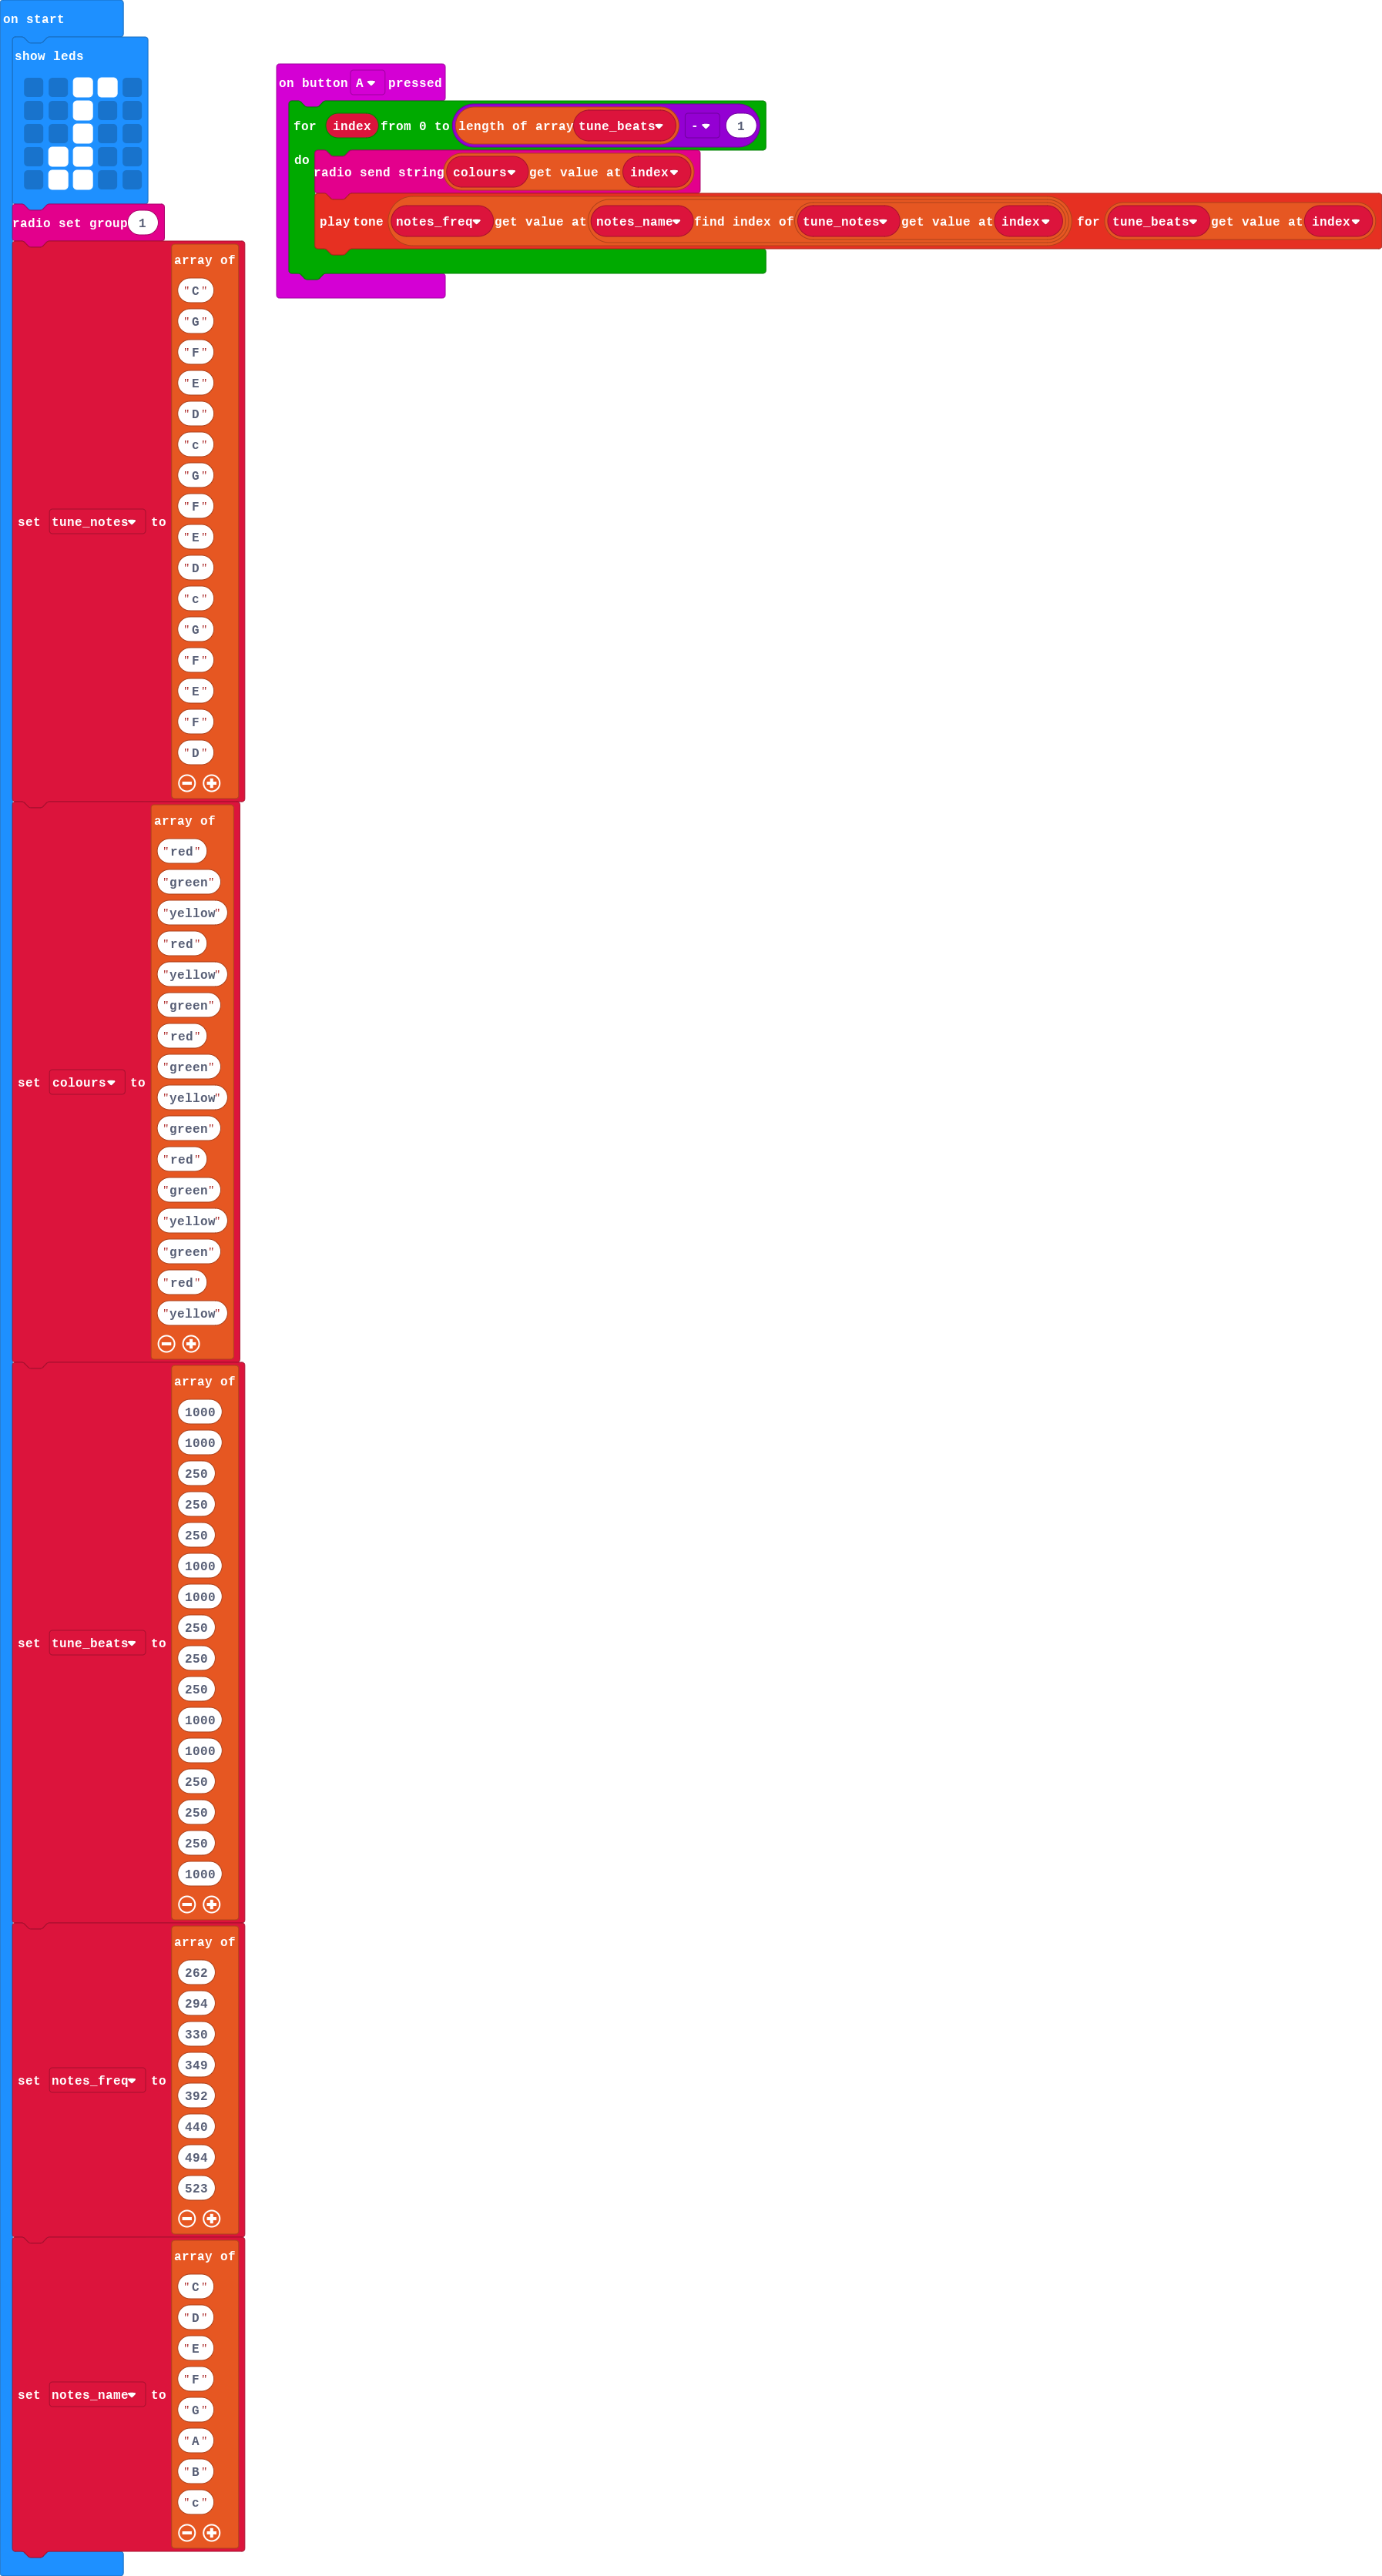 on start
show leds
radio set group 1
set tune_notes to array of
"C"
"G"
"F"
"E"
"D"
"c"
"G"
"F"
"E"
"D"
"c"
"G"
"F"
"E"
"F"
"D"
set colours to array of
"red"
"green"
"yellow"
"red"
"yellow"
"green"
"red"
"green"
"yellow"
"green"
"red"
"green"
"yellow"
"green"
"red"
"yellow"
set tune_beats to array of
1000
1000
250
250
250
1000
1000
250
250
250
1000
1000
250
250
250
1000
set notes_freq to array of
262
294
330
349
392
440
494
523
set notes_name to array of
"C"
"D"
"E"
"F"
"G"
"A"
"B"
"c"
on button A pressed
for index from 0 to length of array tune_beats - 1
do
radio send string colours get value at index
play tone notes_freq get value at notes_name find index of tune_notes get value at index for tune_beats get value at index